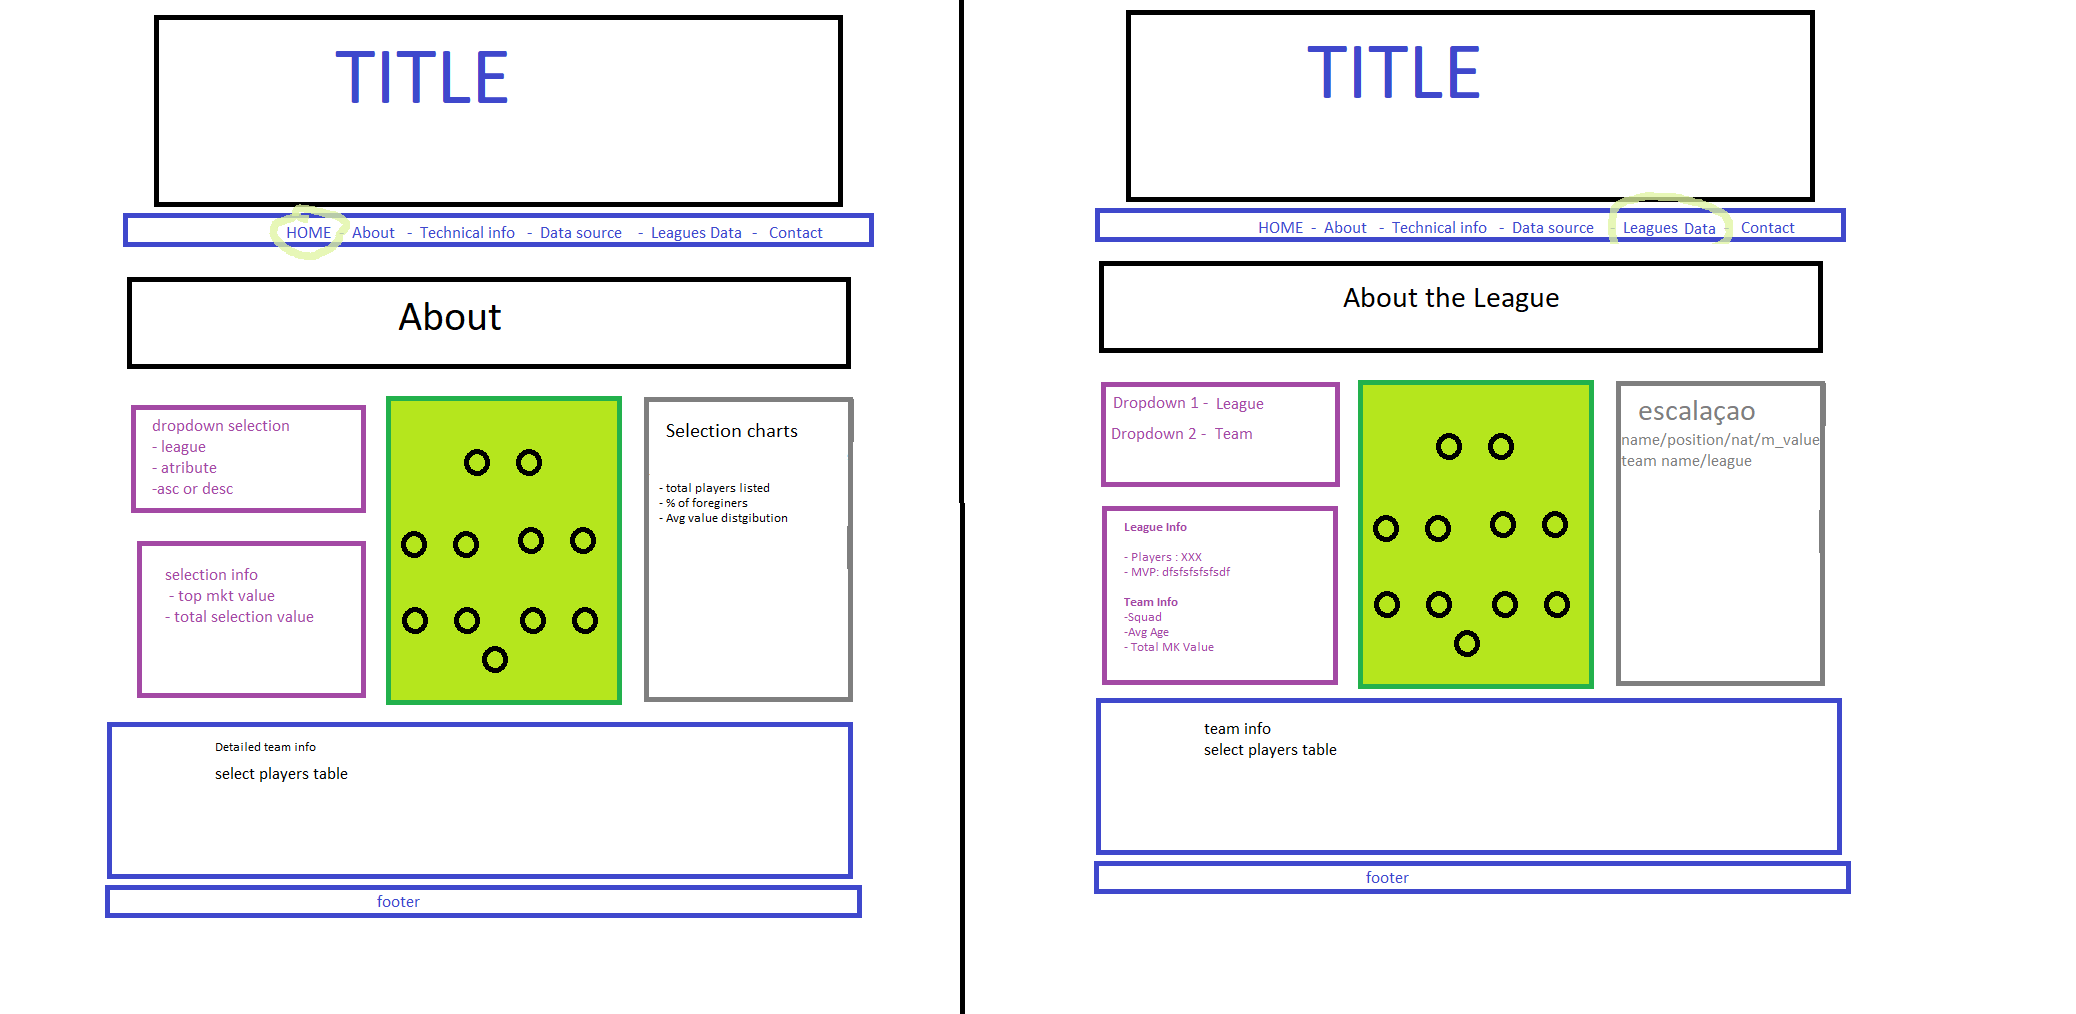 TITLE
HOME - About - Technical info - Data source - Leagues Data - Contact
About
dropdown selection
- league
- atribute
-asc or desc
selection info
- top mkt value
- total selection value
Selection charts
- total players listed
- % of foreginers
- Avg value distgibution
Detailed team info
select players table
footer
TITLE
HOME - About - Technical info - Data source - Leagues Data - Contact
About the League
Dropdown 1 - League
Dropdown 2 - Team
League Info
- Players : XXX
- MVP: dfsfsfsfsfsdf
Team Info
-Squad
-Avg Age
- Total MK Value
escalaçao
name/position/nat/m_value
team name/league
team info
select players table
footer